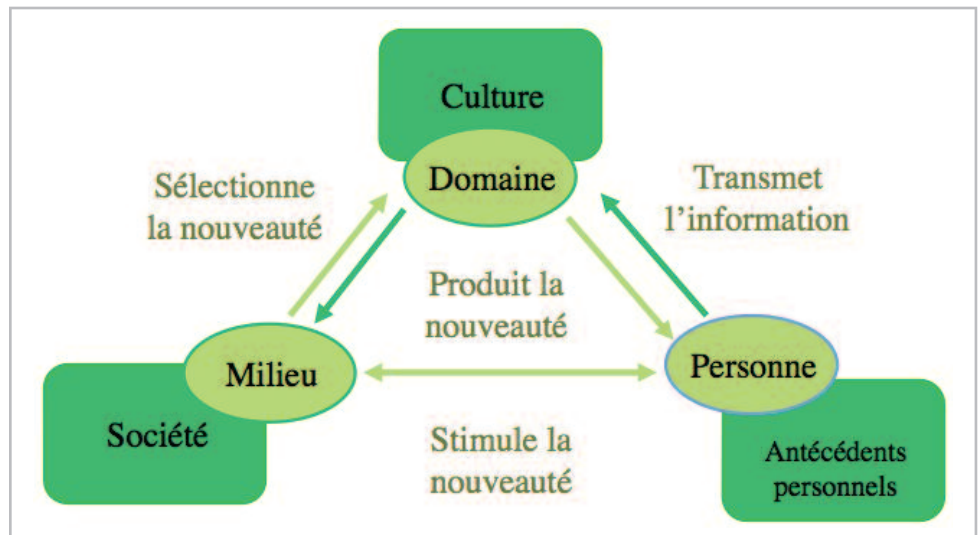 Culture
Domaine
Sélectionne
la nouveauté
Transmet
l’information
Produit la
nouveauté
Milieu
Personne
Société
Stimule la
nouveauté
Antécédents
personnels